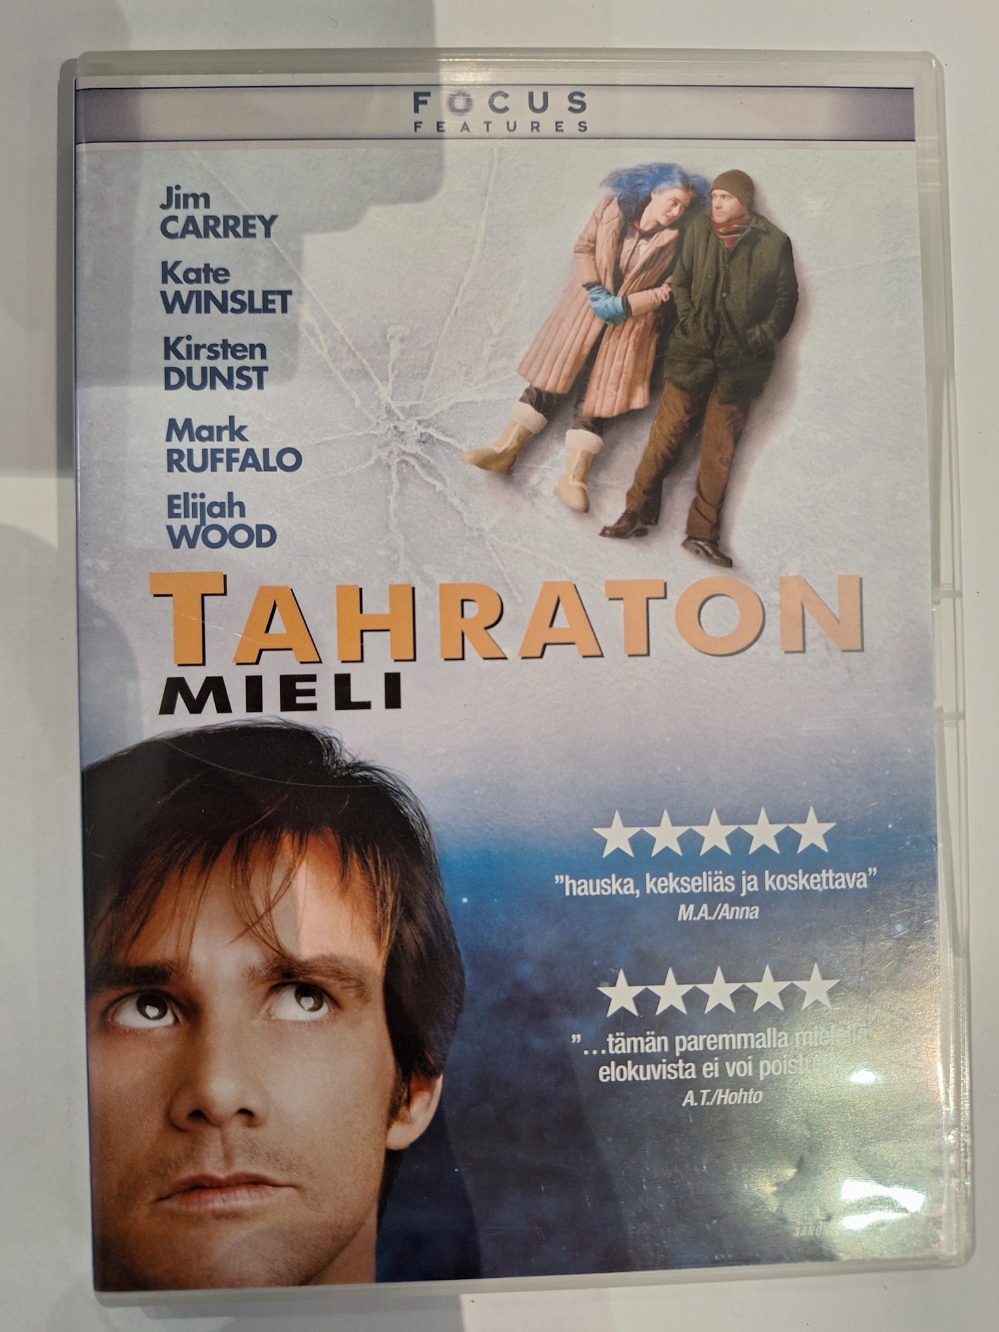 FOCUS
FEATURES
Jim
CARREY
Kate
WINSLET
Kirsten
DUNST
Mark
RUFFALO
Elijah
WOOD
TAHRATON
MIELI
"hauska, kekseliäs ja koskettava"
M.A./Anna
"...tämän paremmalla mielellä
elokuvista ei voi
A.T./Hohto